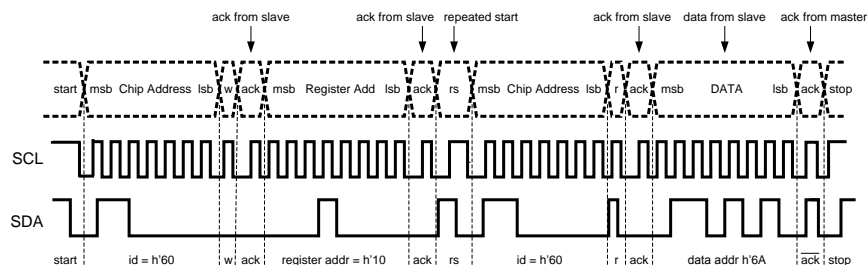 ack from slave ack from slave repeated start ack from slave data from slave ack from master
start msb Chip Address lsb w ack msb Register Add lsb ack rs msb Chip Address lsb r ack msb DATA lsb ack stop
SCL
SDA
start id = h'60 w ack register addr = h'10 ack rs id = h'60 r ack data addr h'6A ack stop